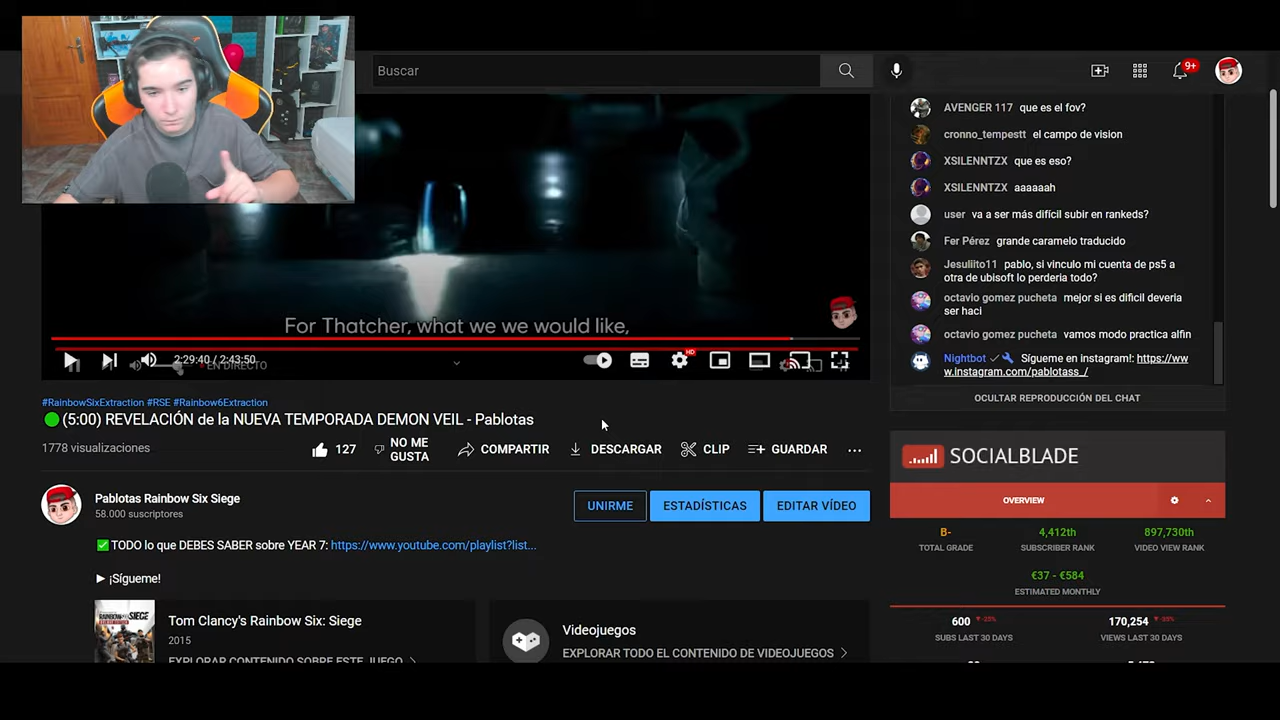 Buscar
9+
For Thatcher, what we we would like,
2:29:40 / 2:43:50
EN DIRECTO
HD
#RainbowSixExtraction #RSE #Rainbow6Extraction
(5:00) REVELACIÓN de la NUEVA TEMPORADA DEMON VEIL - Pablotas
1778 visualizaciones
127
NO ME
GUSTA
COMPARTIR
DESCARGAR
CLIP
GUARDAR
Pablotas Rainbow Six Siege
58.000 suscriptores
UNIRME
ESTADÍSTICAS
EDITAR VÍDEO
TODO lo que DEBES SABER sobre YEAR 7: https://www.youtube.com/playlist?list...
► ¡Sígueme!
Tom Clancy's Rainbow Six: Siege
2015
EXPLORAR CONTENIDO SOBRE ESTE JUEGO
Videojuegos
EXPLORAR TODO EL CONTENIDO DE VIDEOJUEGOS
AVENGER 117 que es el fov?
cronno_tempestt el campo de vision
XSILENNTZX que es eso?
XSILENNTZX aaaaaah
user va a ser más difícil subir en rankeds?
Fer Pérez grande caramelo traducido
Jesuliito11 pablo, si vinculo mi cuenta de ps5 a
otra de ubisoft lo perderia todo?
octavio gomez pucheta mejor si es dificil deveria
ser haci
octavio gomez pucheta vamos modo practica alfin
Nightbot Sígueme en instagram!: https://ww
w.instagram.com/pablotass_/
OCULTAR REPRODUCCIÓN DEL CHAT
SOCIALBLADE
OVERVIEW
B-
TOTAL GRADE
4,412th
SUBSCRIBER RANK
897,730th
VIDEO VIEW RANK
€37 - €584
ESTIMATED MONTHLY
600
SUBS LAST 30 DAYS
170,254
VIEWS LAST 30 DAYS